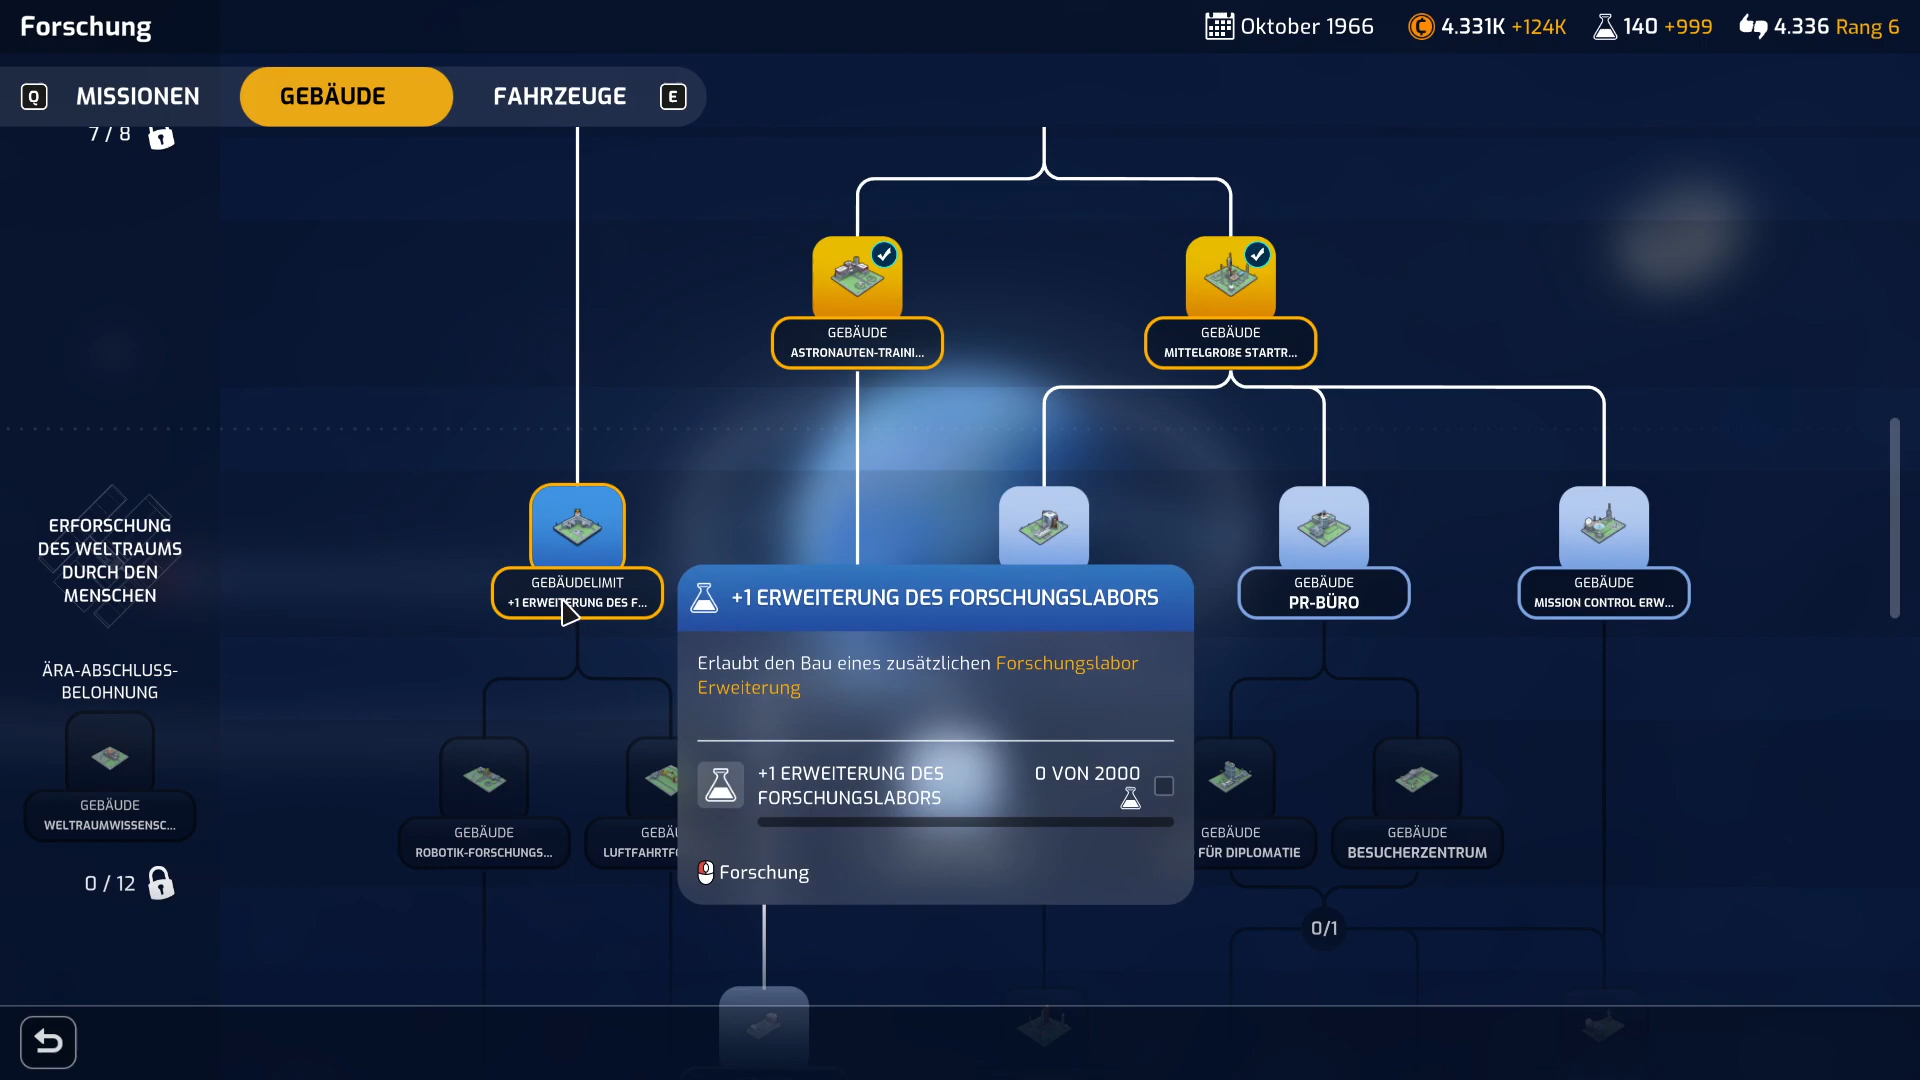 Forschung
Oktober 1966
4.331K +124K
140 +999
4.336 Rang 6
Q
MISSIONEN
GEBÄUDE
FAHRZEUGE
E
7 / 8
GEBÄUDE
ASTRONAUTEN-TRAINI...
GEBÄUDE
MITTELGROßE STARTR...
ERFORSCHUNG
DES WELTRAUMS
DURCH DEN
MENSCHEN
GEBÄUDELIMIT
+1 ERWEITERUNG DES F...
GEBÄUDE
PR-BÜRO
GEBÄUDE
MISSION CONTROL ERW...
+1 ERWEITERUNG DES FORSCHUNGSLABORS
Erlaubt den Bau eines zusätzlichen Forschungslabor
Erweiterung
+1 ERWEITERUNG DES
FORSCHUNGSLABORS
0 VON 2000
Forschung
ÄRA-ABSCHLUSS-
BELOHNUNG
GEBÄUDE
WELTRAUMWISSENSC...
0 / 12
GEBÄUDE
ROBOTIK-FORSCHUNGS...
GEBÄU
LUFTFAHRTF
GEBÄUDE
FÜR DIPLOMATIE
GEBÄUDE
BESUCHERZENTRUM
0/1